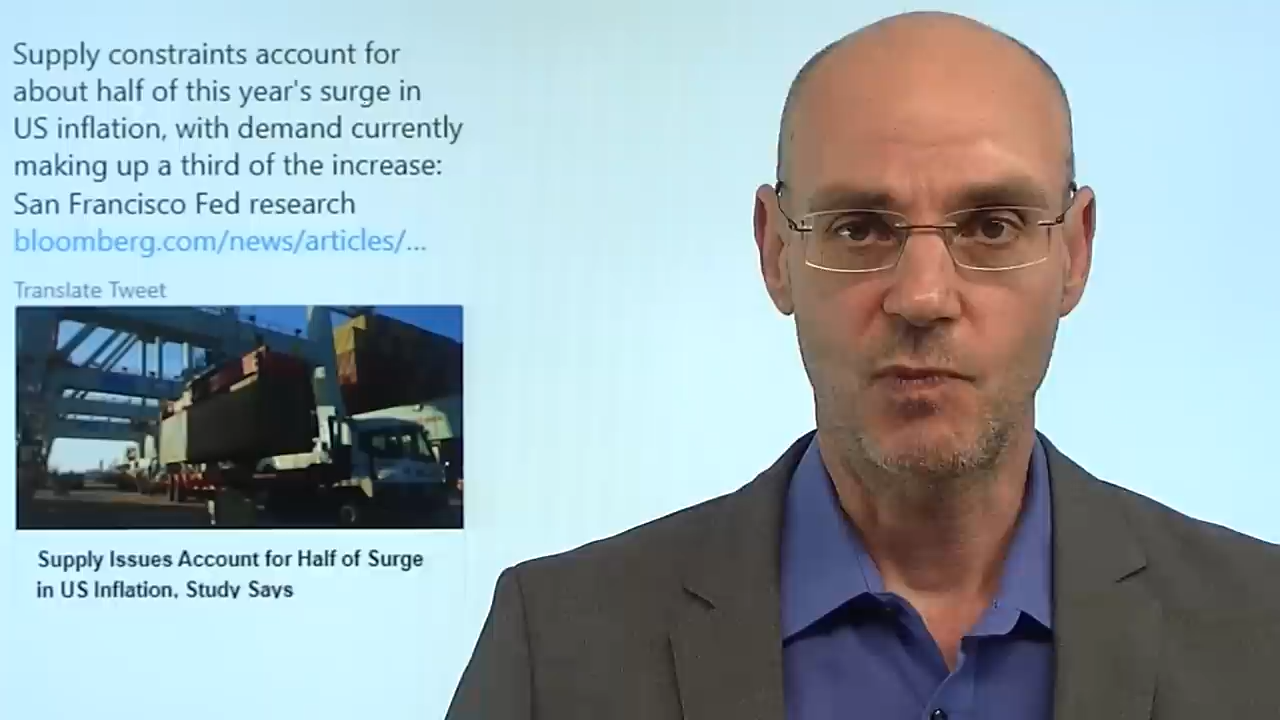 Supply constraints account for
about half of this year's surge in
US inflation, with demand currently
making up a third of the increase:
San Francisco Fed research
bloomberg.com/news/articles/...
Translate Tweet
Supply Issues Account for Half of Surge
in US Inflation, Study Says